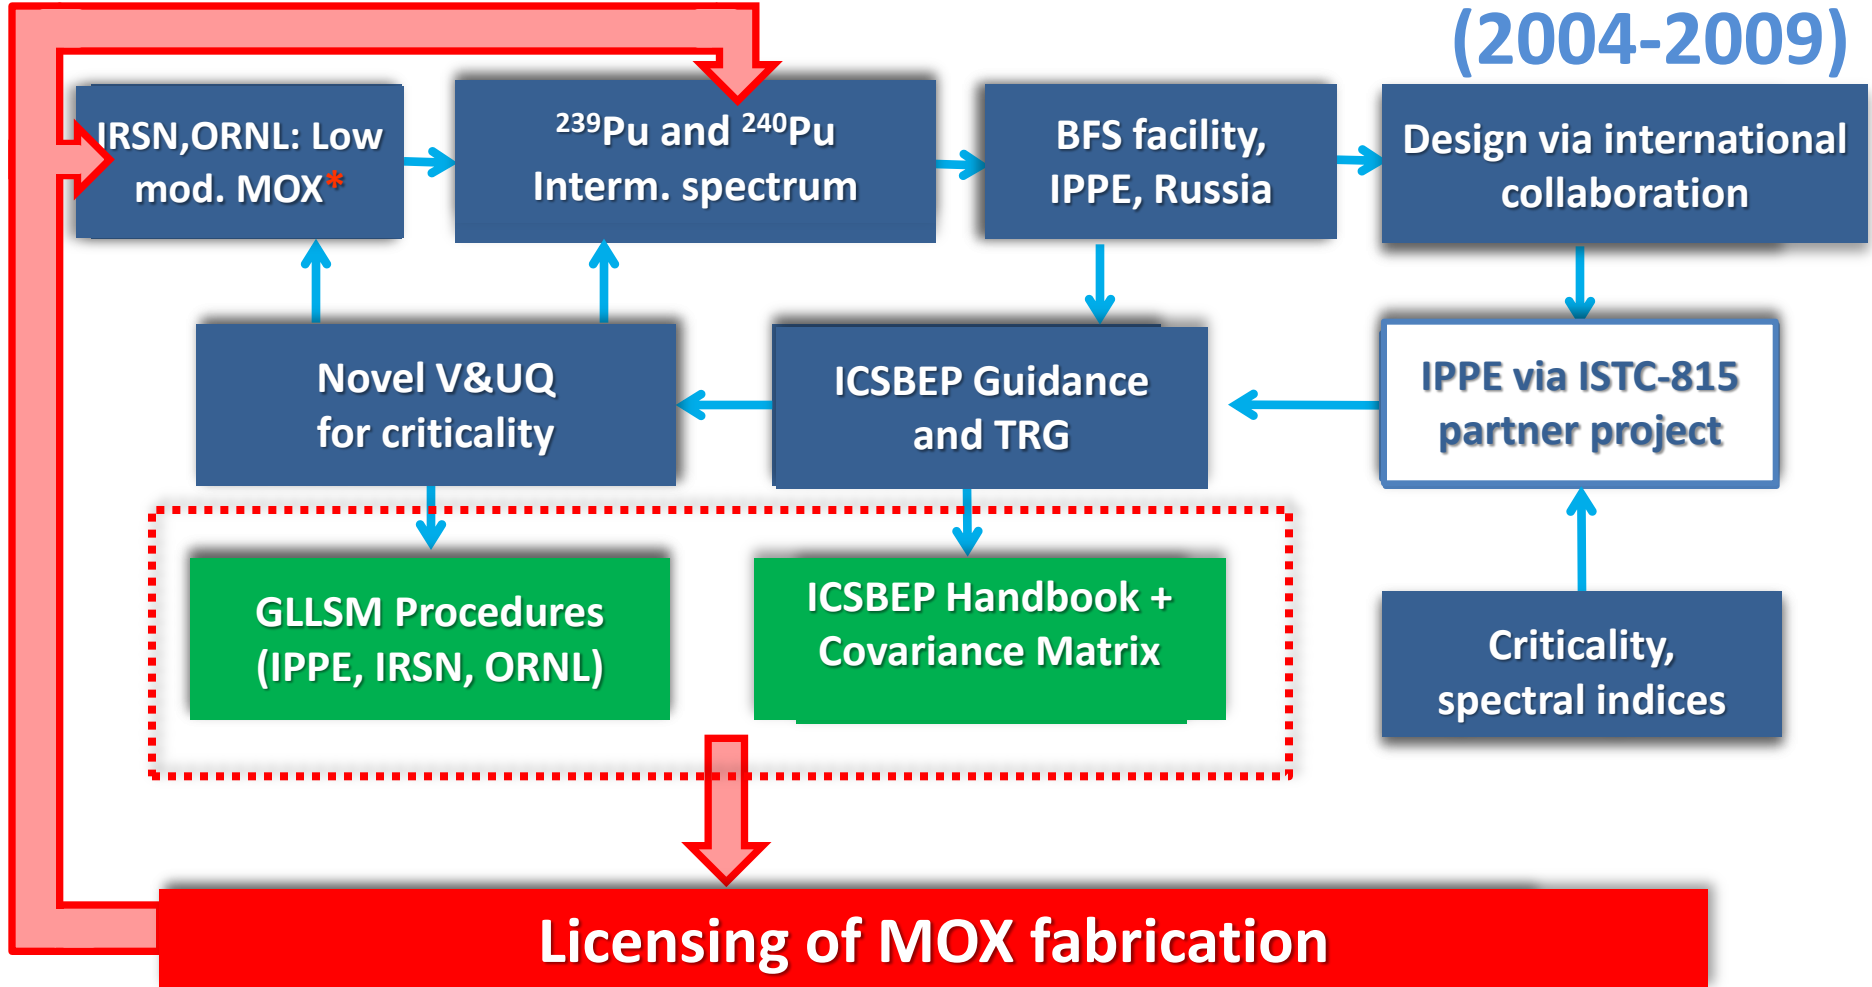 (2004-2009)
IRSN,ORNL: Low
mod. MOX*
²³⁹Pu and ²⁴⁰Pu
Interm. spectrum
BFS facility,
IPPE, Russia
Design via international
collaboration
Novel V&UQ
for criticality
ICSBEP Guidance
and TRG
IPPE via ISTC-815
partner project
GLLSM Procedures
(IPPE, IRSN, ORNL)
ICSBEP Handbook +
Covariance Matrix
Criticality,
spectral indices
Licensing of MOX fabrication